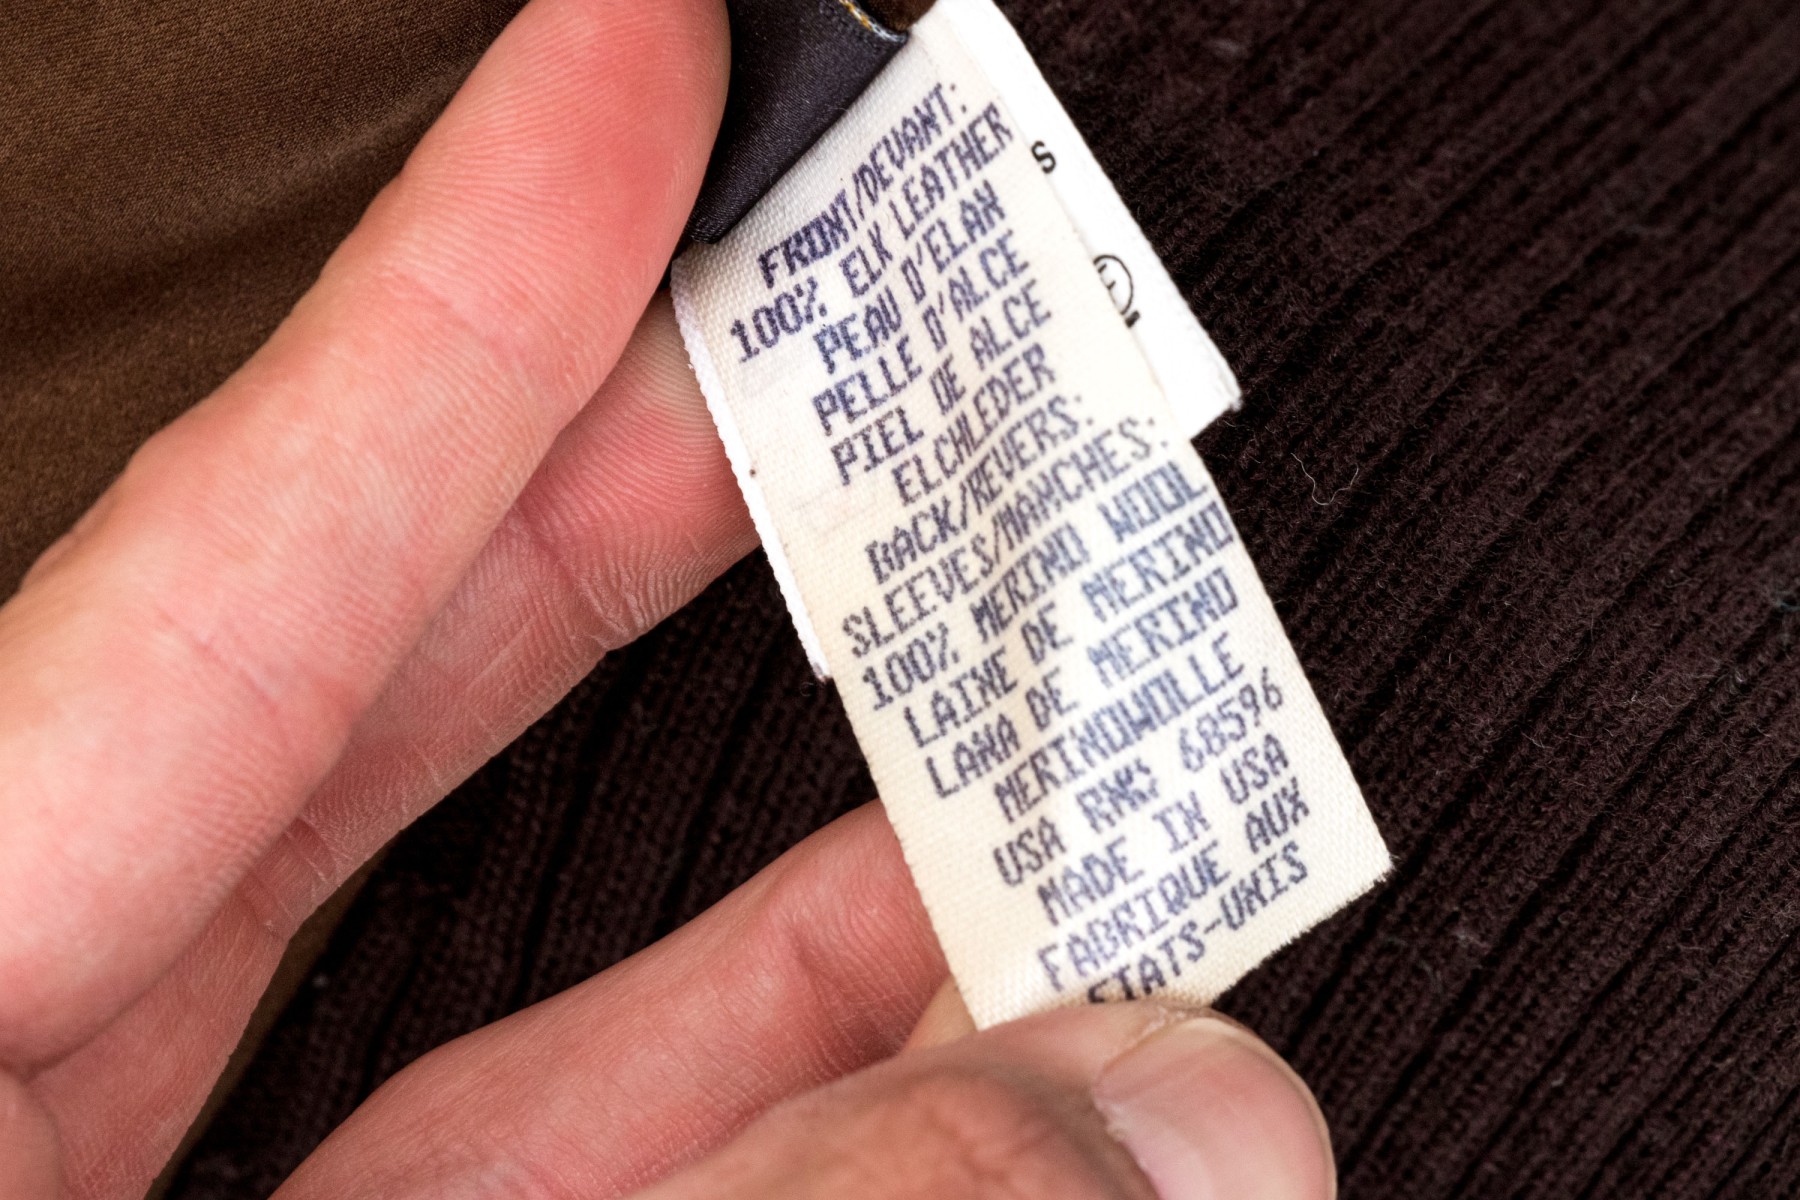 FRONT/DEVANT:
100% ELK LEATHER
PEAU D'ELAN
PELLE D'ALCE
PIEL DE ALCE
ELCHLEDER
BACK/REVERS:
SLEEVES/MANCHES:
100% MERINO WOOL
LAINE DE MERINO
LANA DE MERINO
MERINOWOLLE
USA RN# 68596
MADE IN USA
FABRIQUE AUX
ETATS-UNIS
S